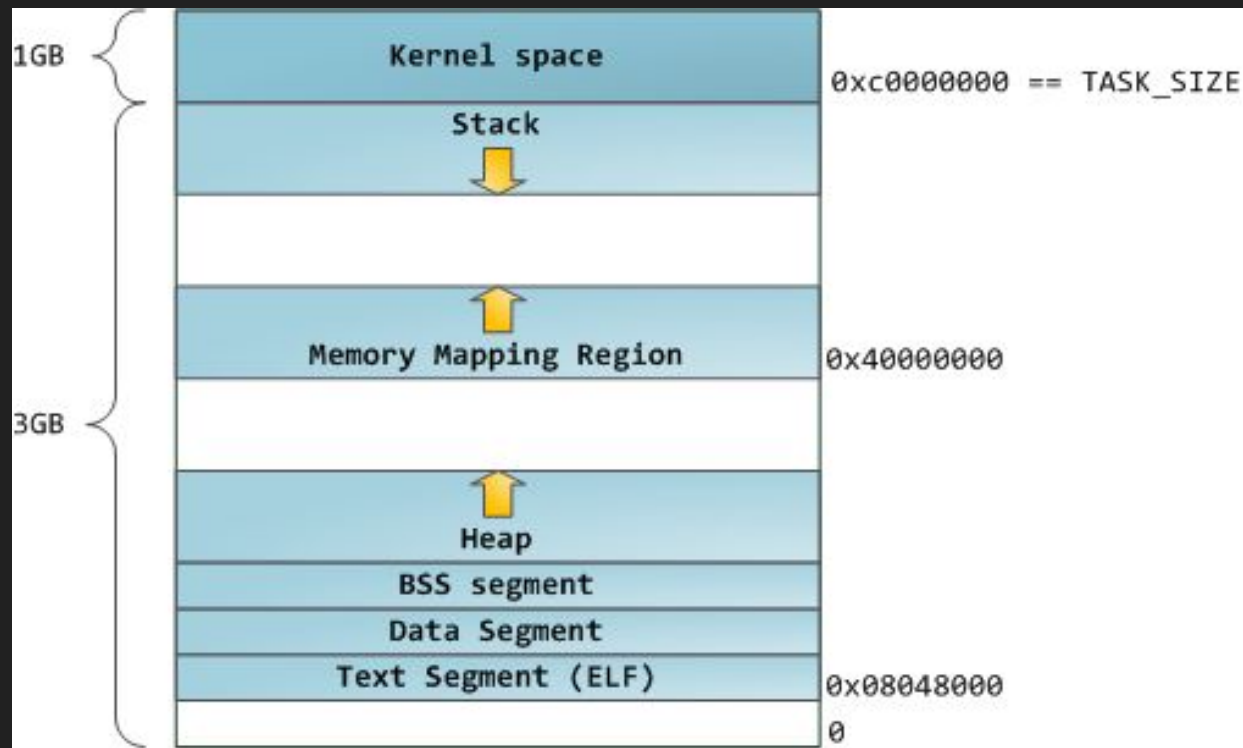 1GB
Kernel space
0xc0000000 == TASK_SIZE
Stack
Memory Mapping Region
0x40000000
3GB
Heap
BSS segment
Data Segment
Text Segment (ELF)
0x08048000
0